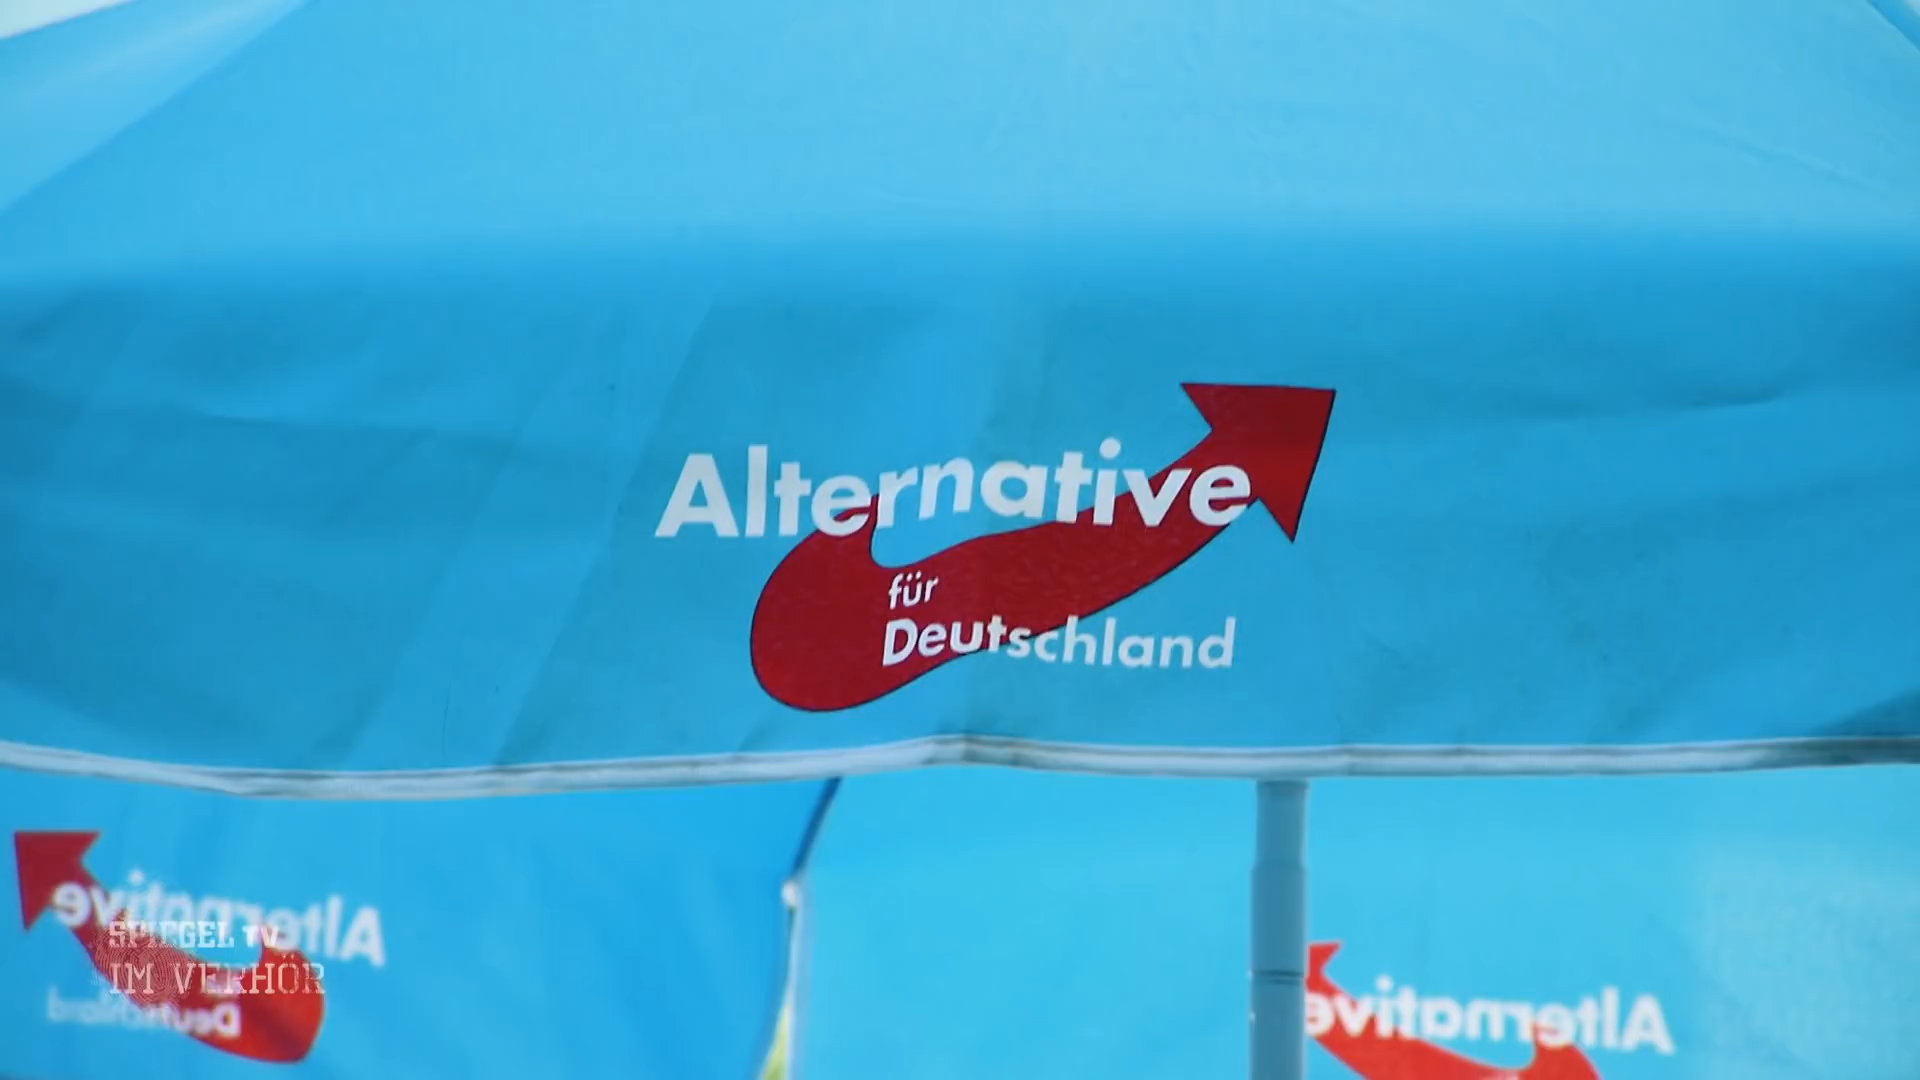 Alternative
für
Deutschland
Alternative
Deutschland
SPIEGEL TV
IM VERHÖR
Alternative